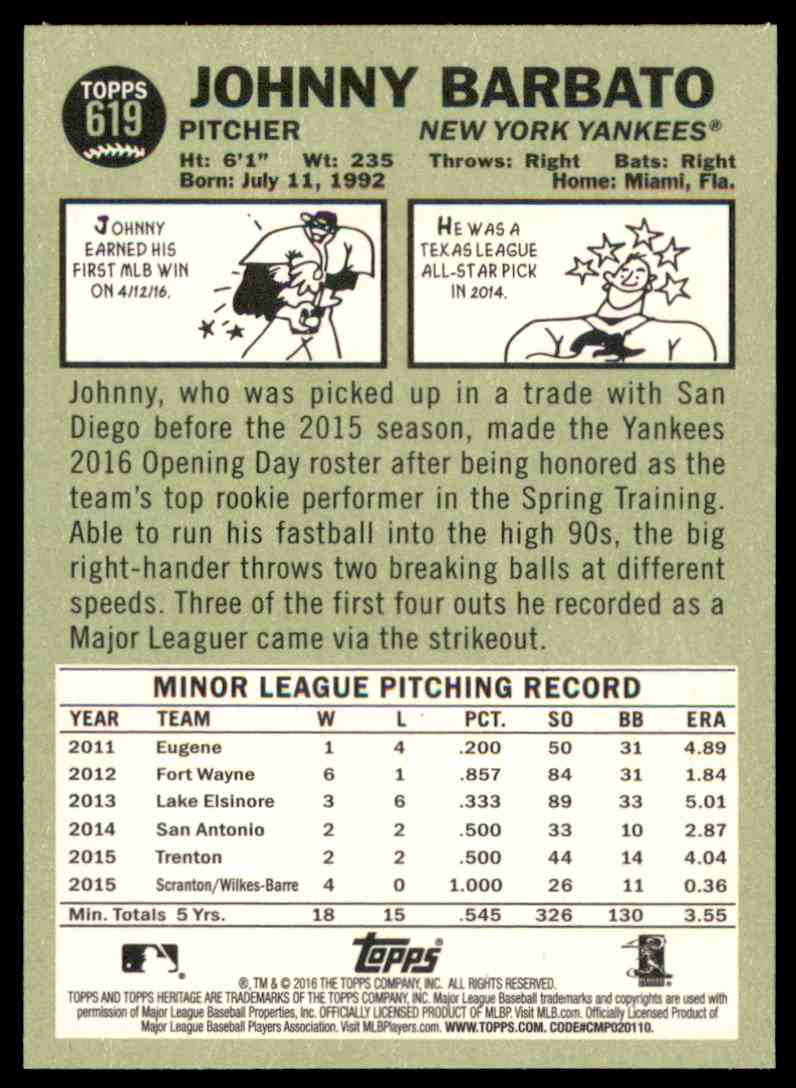 TOPPS
619
JOHNNY BARBATO
PITCHER NEW YORK YANKEES®
Ht: 6'1" Wt: 235 Throws: Right Bats: Right
Born: July 11, 1992 Home: Miami, Fla.
JOHNNY
EARNED HIS
FIRST MLB WIN
ON 4/12/16.
HE WAS A
TEXAS LEAGUE
ALL-STAR PICK
IN 2014.
Johnny, who was picked up in a trade with San
Diego before the 2015 season, made the Yankees
2016 Opening Day roster after being honored as the
team's top rookie performer in the Spring Training.
Able to run his fastball into the high 90s, the big
right-hander throws two breaking balls at different
speeds. Three of the first four outs he recorded as a
Major Leaguer came via the strikeout.
MINOR LEAGUE PITCHING RECORD
YEAR TEAM W L PCT. SO BB ERA
2011 Eugene 1 4 .200 50 31 4.89
2012 Fort Wayne 6 1 .857 84 31 1.84
2013 Lake Elsinore 3 6 .333 89 33 5.01
2014 San Antonio 2 2 .500 33 10 2.87
2015 Trenton 2 2 .500 44 14 4.04
2015 Scranton/Wilkes-Barre 4 0 1.000 26 11 0.36
Min. Totals 5 Yrs. 18 15 .545 326 130 3.55
topps®
®, TM & © 2016 THE TOPPS COMPANY, INC. ALL RIGHTS RESERVED.
TOPPS AND TOPPS HERITAGE ARE TRADEMARKS OF THE TOPPS COMPANY, INC. Major League Baseball trademarks and copyrights are used with
permission of Major League Baseball Properties, Inc. OFFICIALLY LICENSED PRODUCT OF MLBP. Visit MLB.com. Officially Licensed Product of
Major League Baseball Players Association. Visit MLBPlayers.com. WWW.TOPPS.COM. CODE#CMP020110.